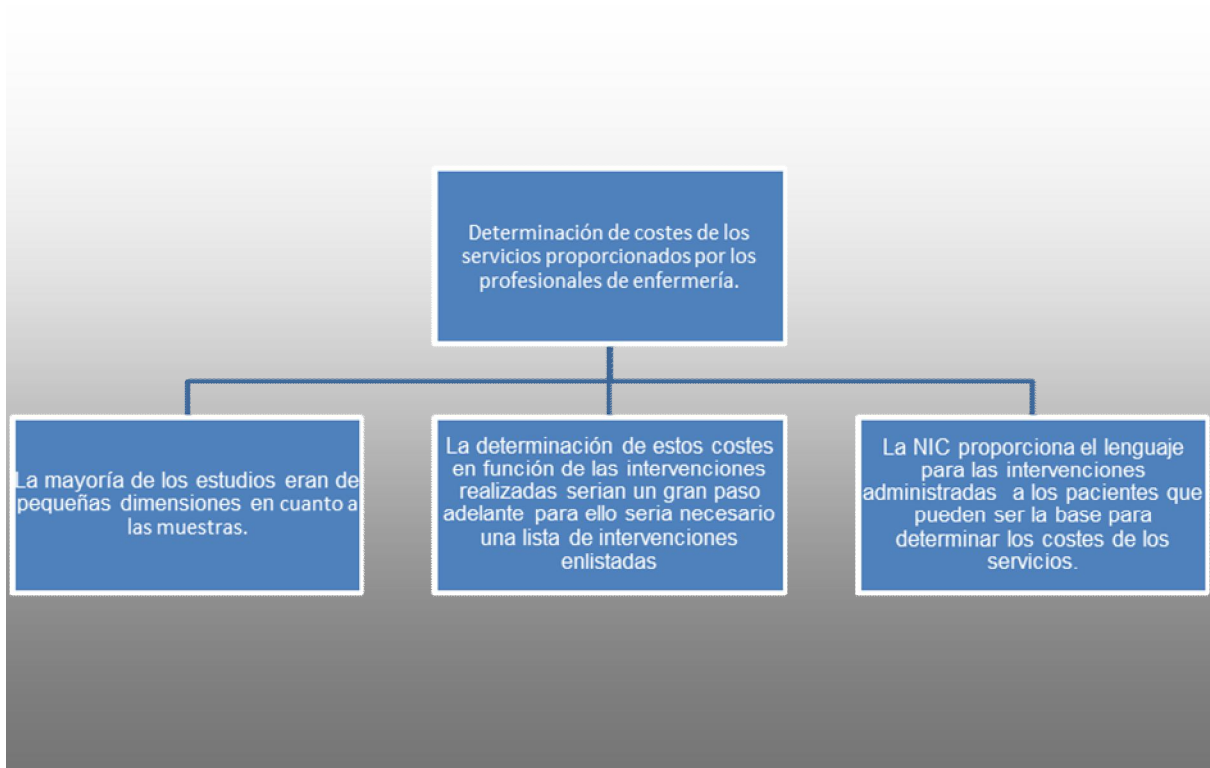 Determinación de costes de los
servicios proporcionados por los
profesionales de enfermería.
La mayoría de los estudios eran de
pequeñas dimensiones en cuanto a
las muestras.
La determinación de estos costes
en función de las intervenciones
realizadas serian un gran paso
adelante para ello seria necesario
una lista de intervenciones
enlistadas
La NIC proporciona el lenguaje
para las intervenciones
administradas a los pacientes que
pueden ser la base para
determinar los costes de los
servicios.